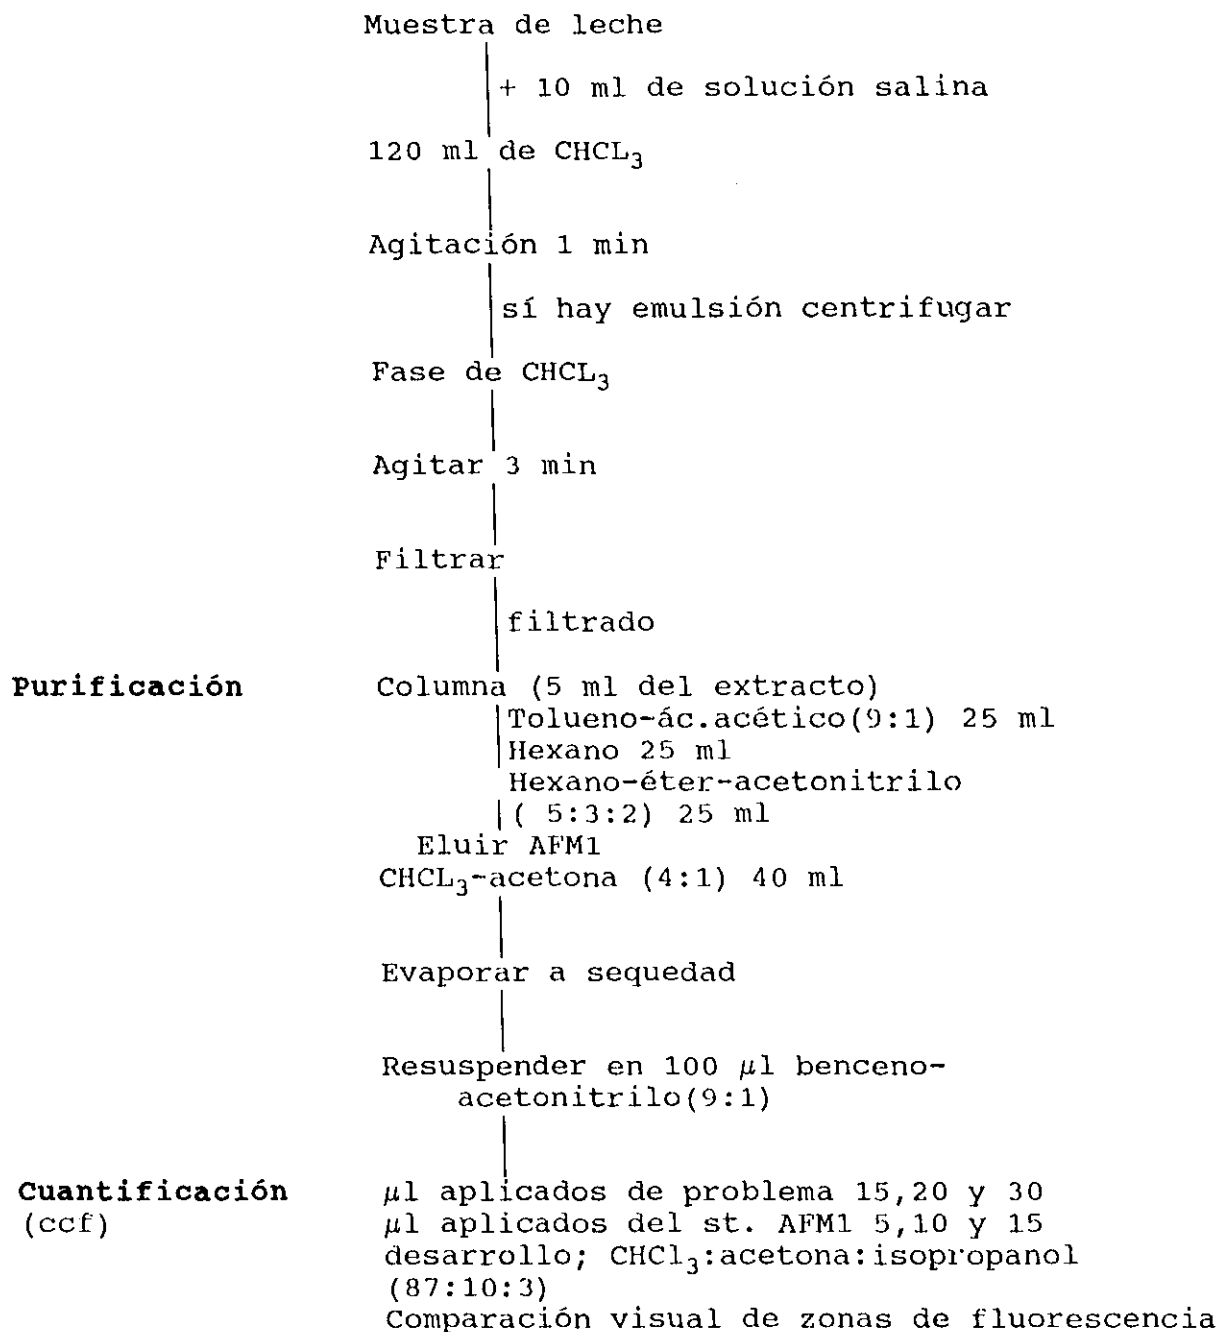 Muestra de leche
+ 10 ml de solución salina
120 ml de CHCL₃
Agitación 1 min
sí hay emulsión centrifugar
Fase de CHCL₃
Agitar 3 min
Filtrar
filtrado
Purificación Columna (5 ml del extracto)
Tolueno-ác.acético(9:1) 25 ml
Hexano 25 ml
Hexano-éter-acetonitrilo
( 5:3:2) 25 ml
Eluir AFM1
CHCL₃-acetona (4:1) 40 ml
Evaporar a sequedad
Resuspender en 100 μl benceno-
acetonitrilo(9:1)
Cuantificación μl aplicados de problema 15,20 y 30
(ccf) μl aplicados del st. AFM1 5,10 y 15
desarrollo; CHCl₃:acetona:isopropanol
(87:10:3)
Comparación visual de zonas de fluorescencia